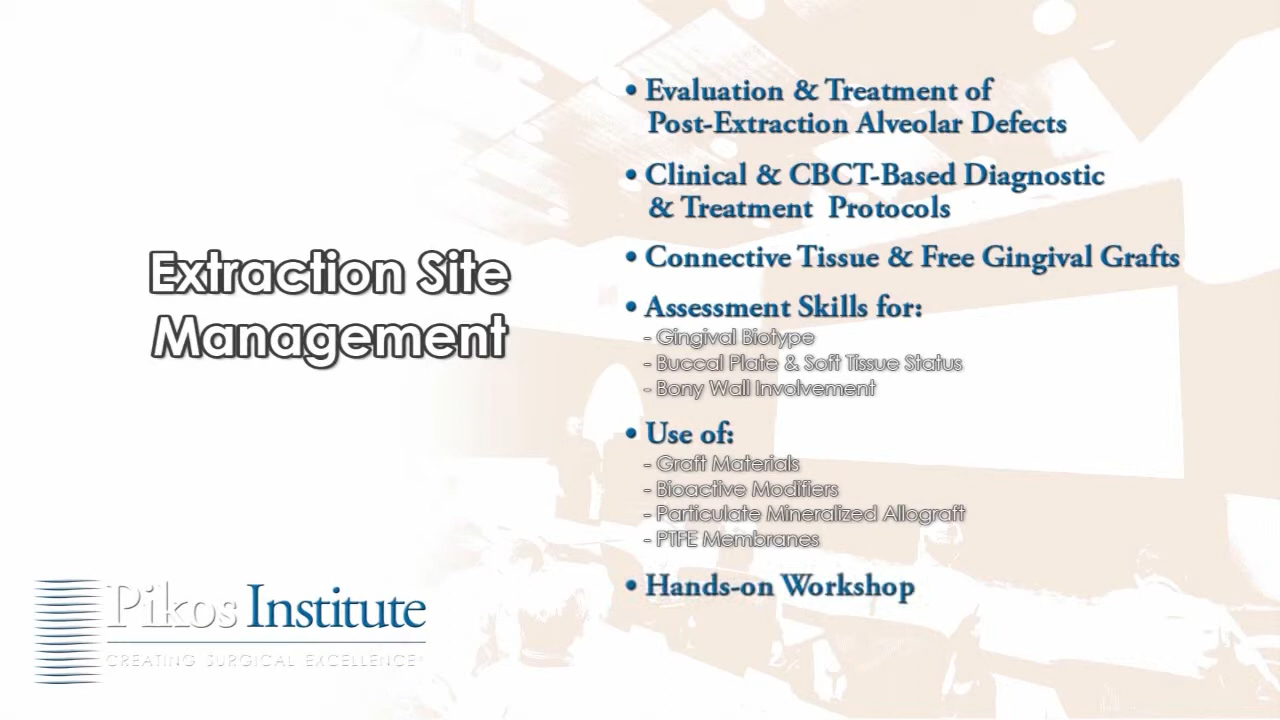 Extraction Site
Management
• Evaluation & Treatment of
Post-Extraction Alveolar Defects
• Clinical & CBCT-Based Diagnostic
& Treatment Protocols
• Connective Tissue & Free Gingival Grafts
• Assessment Skills for:
- Gingival Biotype
- Buccal Plate & Soft Tissue Status
- Bony Wall Involvement
• Use of:
- Graft Materials
- Bioactive Modifiers
- Particulate Mineralized Allograft
- PTFE Membranes
• Hands-on Workshop
Pikos Institute
CREATING SURGICAL EXCELLENCE